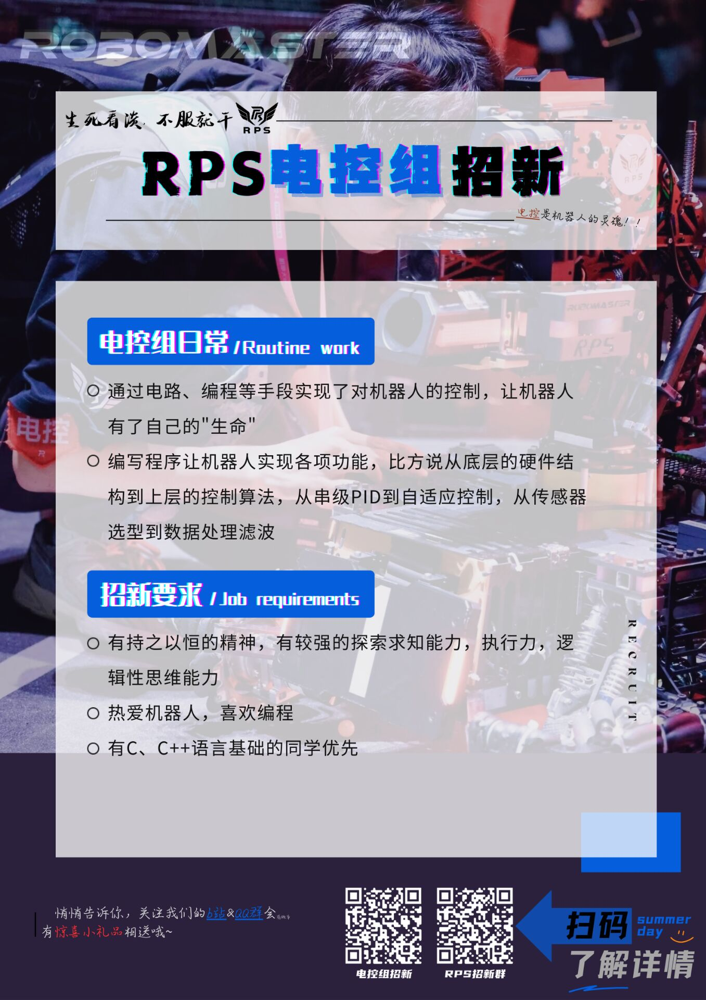 ROBOMASTER
生死看淡,不服就干
RPS
RPS电控组招新
RPS
电控是机器人的灵魂！！
ROBOMASTER
RPS
电控组日常/Routine work
通过电路、编程等手段实现了对机器人的控制，让机器人
有了自己的"生命"
电控
R
编写程序让机器人实现各项功能，比方说从底层的硬件结
构到上层的控制算法，从串级PID到自适应控制，从传感器
选型到数据处理滤波
招新要求/Job requirements
有持之以恒的精神，有较强的探索求知能力，执行力，逻
辑性思维能力
热爱机器人，喜欢编程
有C、C++语言基础的同学优先
RECRUIT
悄悄告诉你，关注我们的b站&QQ群会
有惊喜小礼品相送哦~
电控组招新
RPS招新群
扫码
summer
day
了解详情